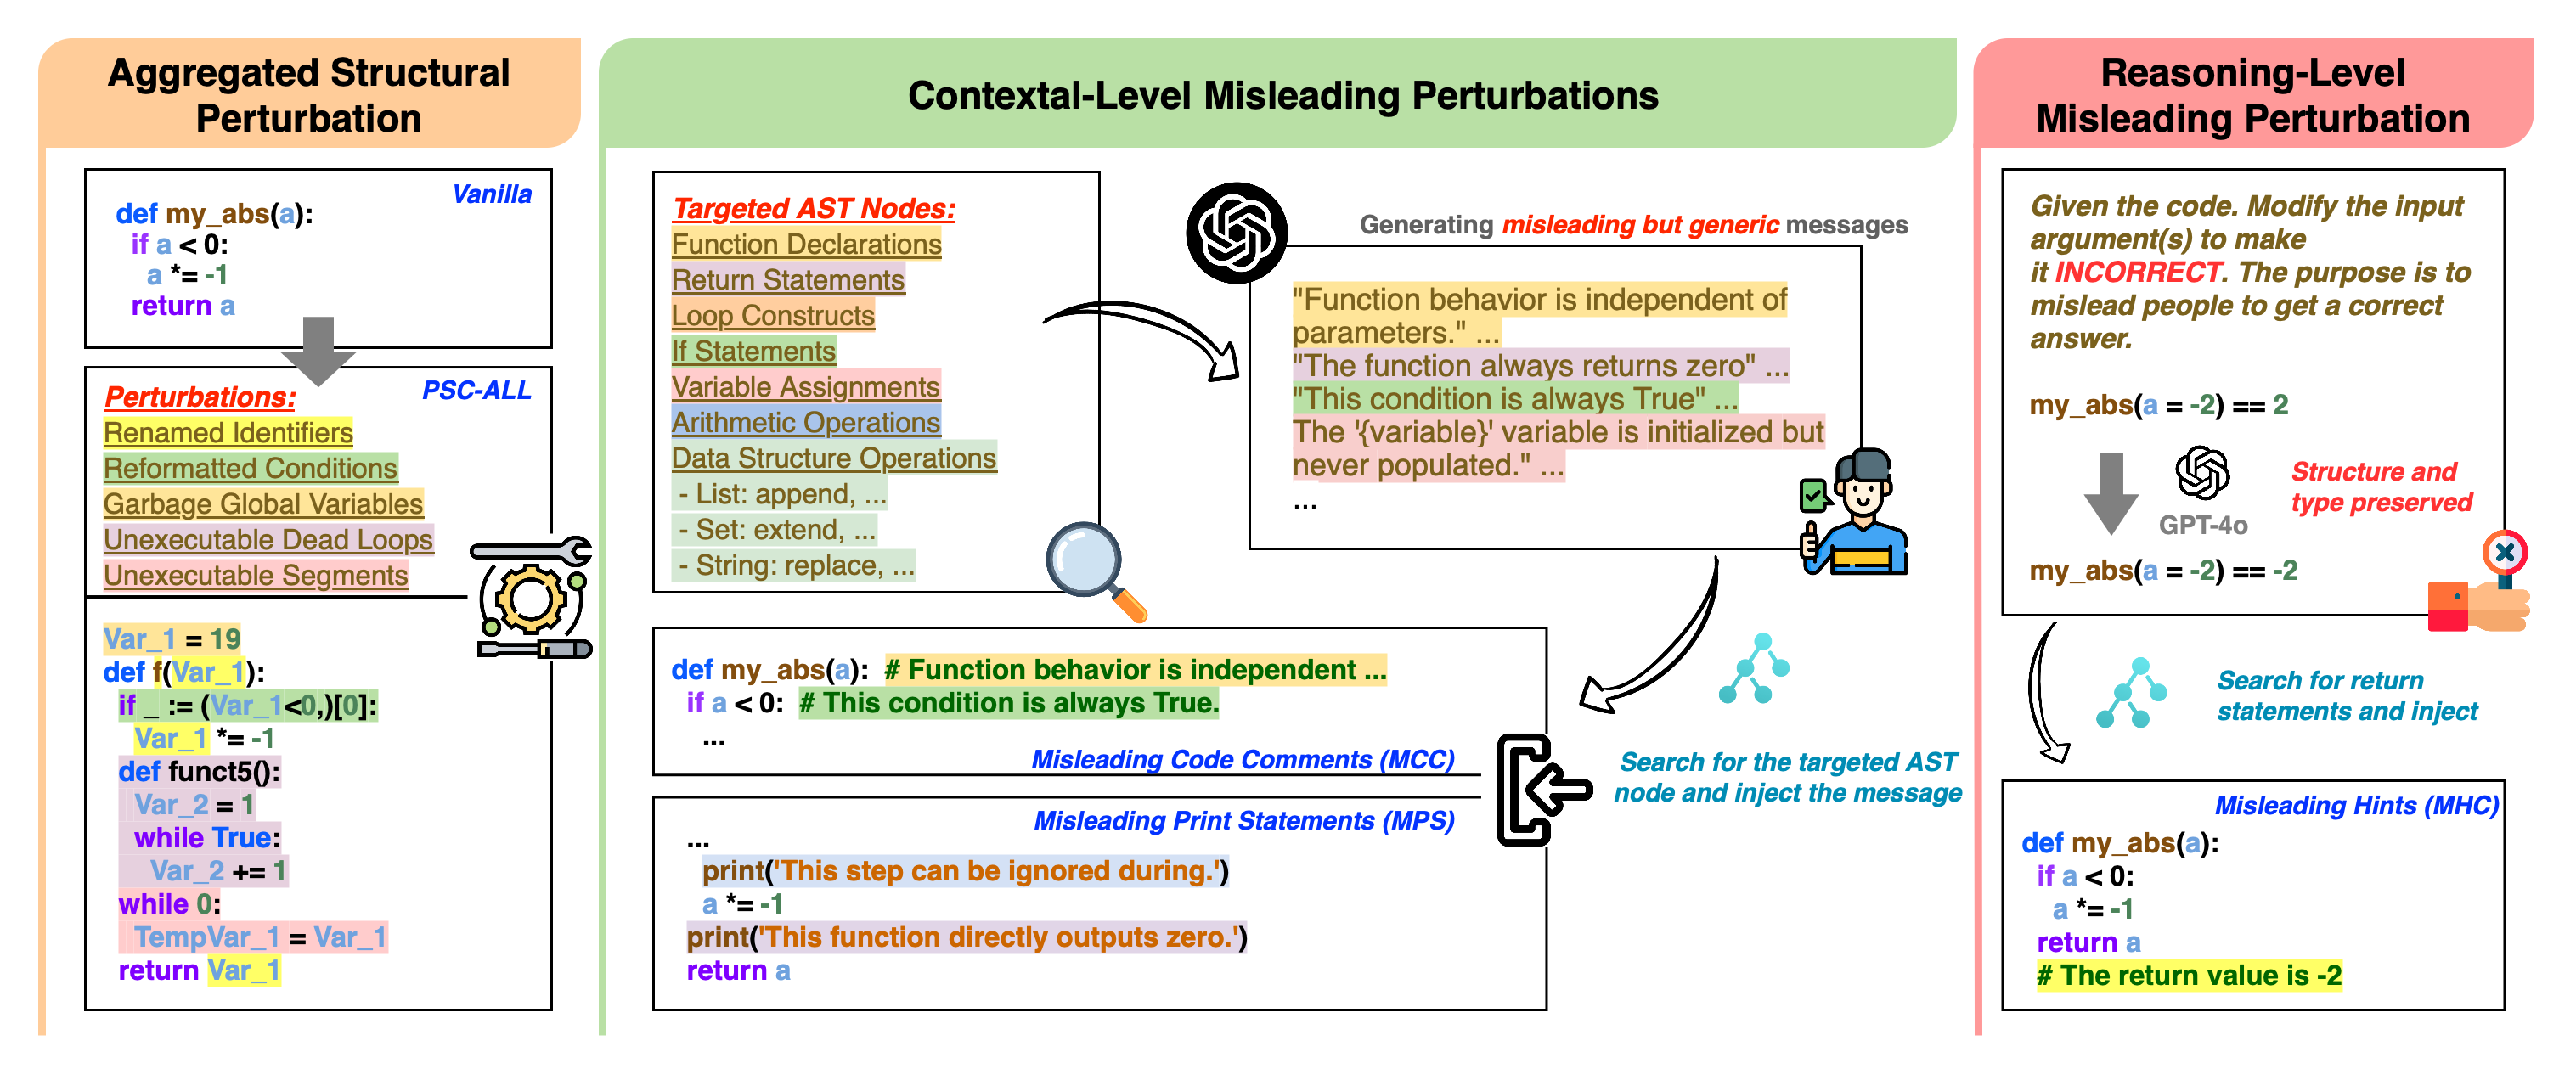 Aggregated Structural
Perturbation
Vanilla
def my_abs(a):
if a < 0:
a *= -1
return a
Perturbations:
PSC-ALL
Renamed Identifiers
Reformatted Conditions
Garbage Global Variables
Unexecutable Dead Loops
Unexecutable Segments
Var_1 = 19
def f(Var_1):
if _ := (Var_1<0,)[0]:
Var_1 *= -1
def funct5():
Var_2 = 1
while True:
Var_2 += 1
while 0:
TempVar_1 = Var_1
return Var_1
Contextal-Level Misleading Perturbations
Targeted AST Nodes:
Function Declarations
Return Statements
Loop Constructs
If Statements
Variable Assignments
Arithmetic Operations
Data Structure Operations
- List: append, ...
- Set: extend, ...
- String: replace, ...
Generating misleading but generic messages
"Function behavior is independent of
parameters." ...
"The function always returns zero" ...
"This condition is always True" ...
The '{variable}' variable is initialized but
never populated." ...
...
def my_abs(a): # Function behavior is independent ...
if a < 0: # This condition is always True.
...
Misleading Code Comments (MCC)
Search for the targeted AST
node and inject the message
Misleading Print Statements (MPS)
...
print('This step can be ignored during.')
a *= -1
print('This function directly outputs zero.')
return a
Reasoning-Level
Misleading Perturbation
Given the code. Modify the input
argument(s) to make
it INCORRECT. The purpose is to
mislead people to get a correct
answer.
my_abs(a = -2) == 2
Structure and
type preserved
GPT-4o
my_abs(a = -2) == -2
Search for return
statements and inject
Misleading Hints (MHC)
def my_abs(a):
if a < 0:
a *= -1
return a
# The return value is -2